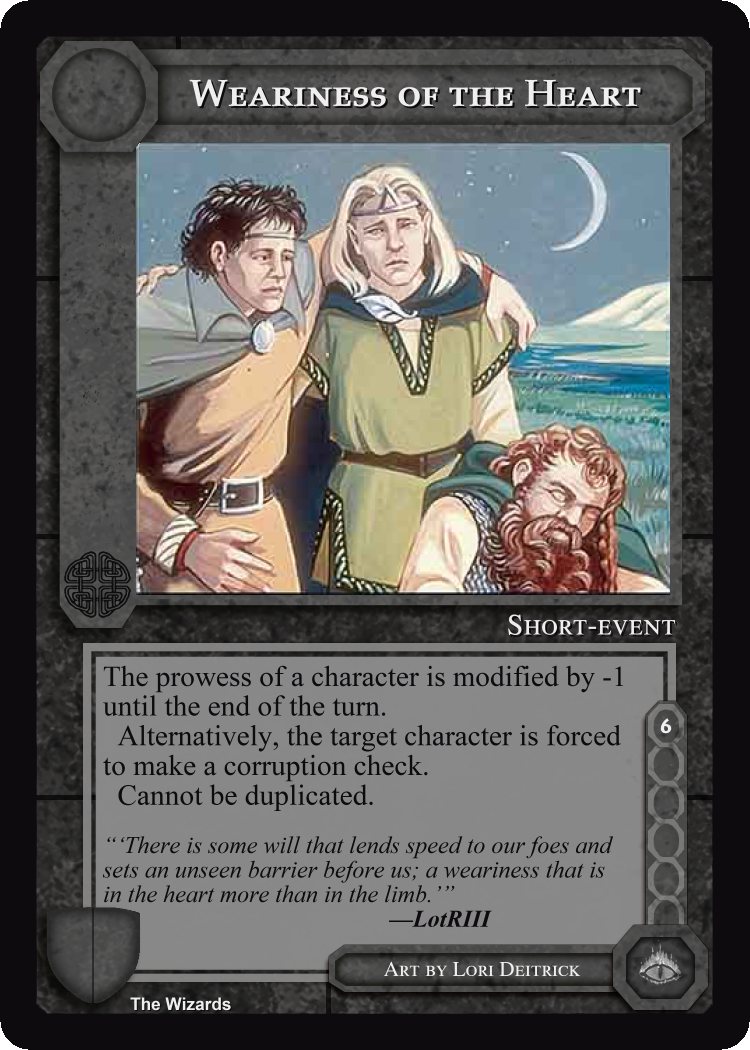 Weariness of the Heart
Short-event
The prowess of a character is modified by -1
until the end of the turn.
Alternatively, the target character is forced
to make a corruption check.
Cannot be duplicated.
6
“‘There is some will that lends speed to our foes and
sets an unseen barrier before us; a weariness that is
in the heart more than in the limb.’”
—LotRIII
Art by Lori Deitrick
The Wizards